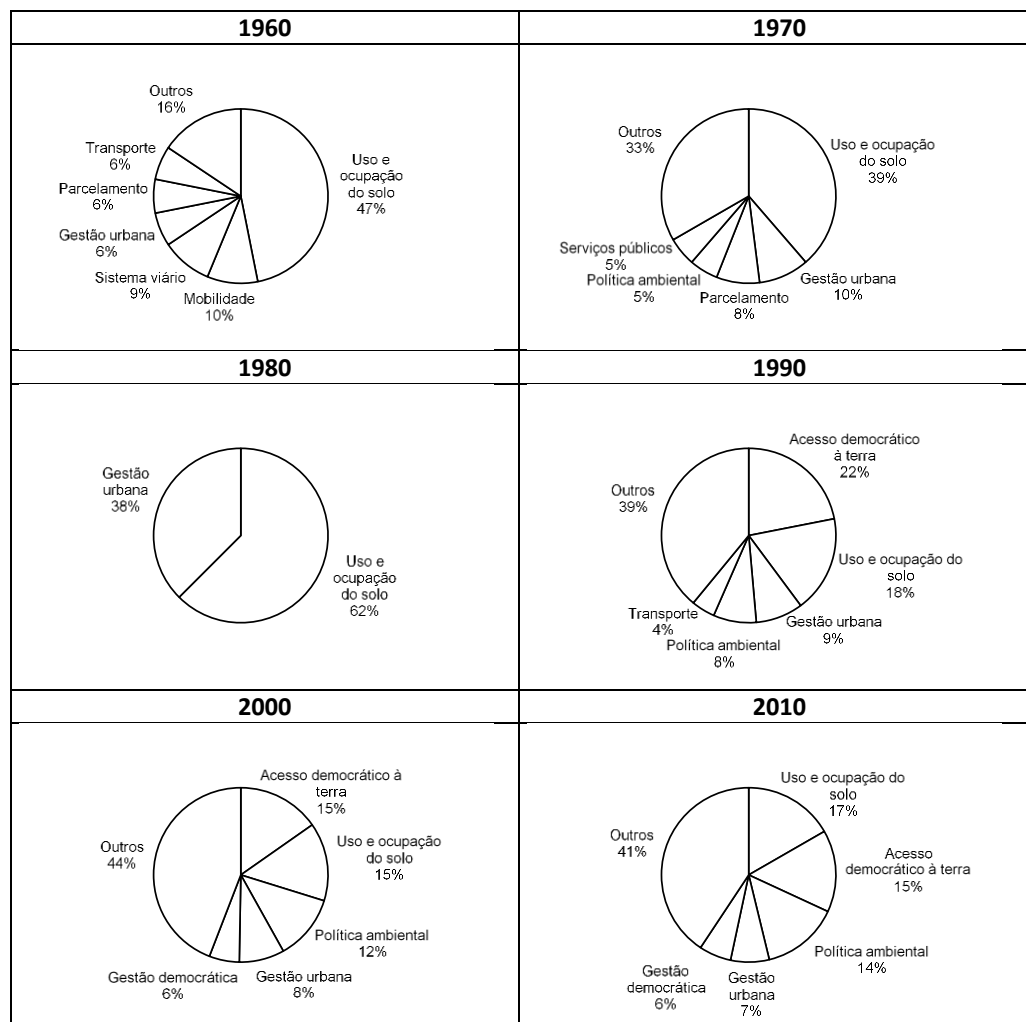 1960
Outros
16%
Transporte
6%
Parcelamento
6%
Gestão urbana
6%
Sistema viário
9%
Mobilidade
10%
Uso e
ocupação
do solo
47%
1970
Outros
33%
Uso e ocupação
do solo
39%
Serviços públicos
5%
Política ambiental
5%
Parcelamento
8%
Gestão urbana
10%
1980
Gestão
urbana
38%
Uso e
ocupação
do solo
62%
1990
Acesso democrático
à terra
22%
Outros
39%
Uso e ocupação do
solo
18%
Transporte
4%
Política ambiental
8%
Gestão urbana
9%
2000
Acesso democrático à
terra
15%
Outros
44%
Uso e ocupação
do solo
15%
Política ambiental
12%
Gestão democrática
6%
Gestão urbana
8%
2010
Uso e ocupação do
solo
17%
Outros
41%
Acesso
democrático à terra
15%
Política ambiental
14%
Gestão
democrática
6%
Gestão
urbana
7%